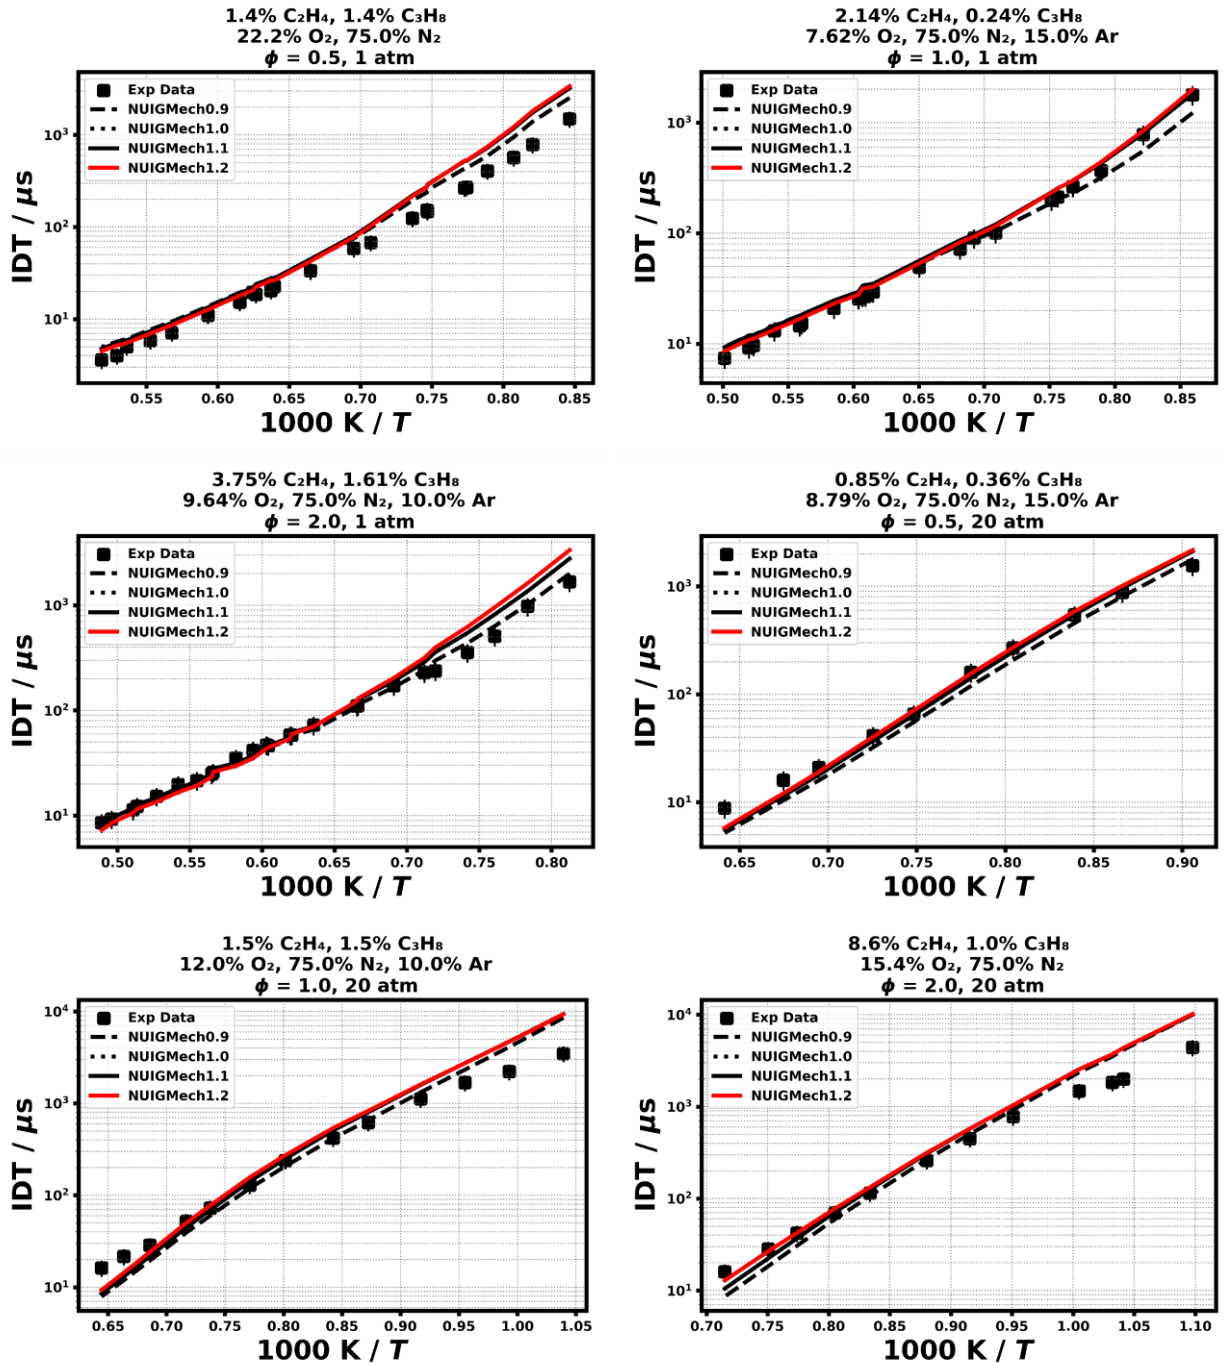 1.4% C₂H₄, 1.4% C₃H₈
22.2% O₂, 75.0% N₂
ϕ = 0.5, 1 atm
Exp Data
NUIGMech0.9
NUIGMech1.0
NUIGMech1.1
NUIGMech1.2
IDT / μs
10³
10²
10¹
0.55 0.60 0.65 0.70 0.75 0.80 0.85
1000 K / T
2.14% C₂H₄, 0.24% C₃H₈
7.62% O₂, 75.0% N₂, 15.0% Ar
ϕ = 1.0, 1 atm
Exp Data
NUIGMech0.9
NUIGMech1.0
NUIGMech1.1
NUIGMech1.2
IDT / μs
10³
10²
10¹
0.50 0.55 0.60 0.65 0.70 0.75 0.80 0.85
1000 K / T
3.75% C₂H₄, 1.61% C₃H₈
9.64% O₂, 75.0% N₂, 10.0% Ar
ϕ = 2.0, 1 atm
Exp Data
NUIGMech0.9
NUIGMech1.0
NUIGMech1.1
NUIGMech1.2
IDT / μs
10³
10²
10¹
0.50 0.55 0.60 0.65 0.70 0.75 0.80
1000 K / T
0.85% C₂H₄, 0.36% C₃H₈
8.79% O₂, 75.0% N₂, 15.0% Ar
ϕ = 0.5, 20 atm
Exp Data
NUIGMech0.9
NUIGMech1.0
NUIGMech1.1
NUIGMech1.2
IDT / μs
10³
10²
10¹
0.65 0.70 0.75 0.80 0.85 0.90
1000 K / T
1.5% C₂H₄, 1.5% C₃H₈
12.0% O₂, 75.0% N₂, 10.0% Ar
ϕ = 1.0, 20 atm
Exp Data
NUIGMech0.9
NUIGMech1.0
NUIGMech1.1
NUIGMech1.2
IDT / μs
10⁴
10³
10²
10¹
0.65 0.70 0.75 0.80 0.85 0.90 0.95 1.00 1.05
1000 K / T
8.6% C₂H₄, 1.0% C₃H₈
15.4% O₂, 75.0% N₂
ϕ = 2.0, 20 atm
Exp Data
NUIGMech0.9
NUIGMech1.0
NUIGMech1.1
NUIGMech1.2
IDT / μs
10⁴
10³
10²
10¹
0.70 0.75 0.80 0.85 0.90 0.95 1.00 1.05 1.10
1000 K / T